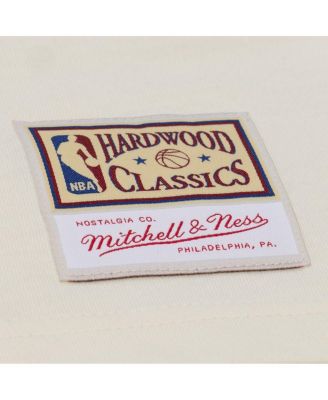 HARDWOOD
NBA
CLASSICS
NOSTALGIA CO.
Mitchell & Ness
PHILADELPHIA, PA.